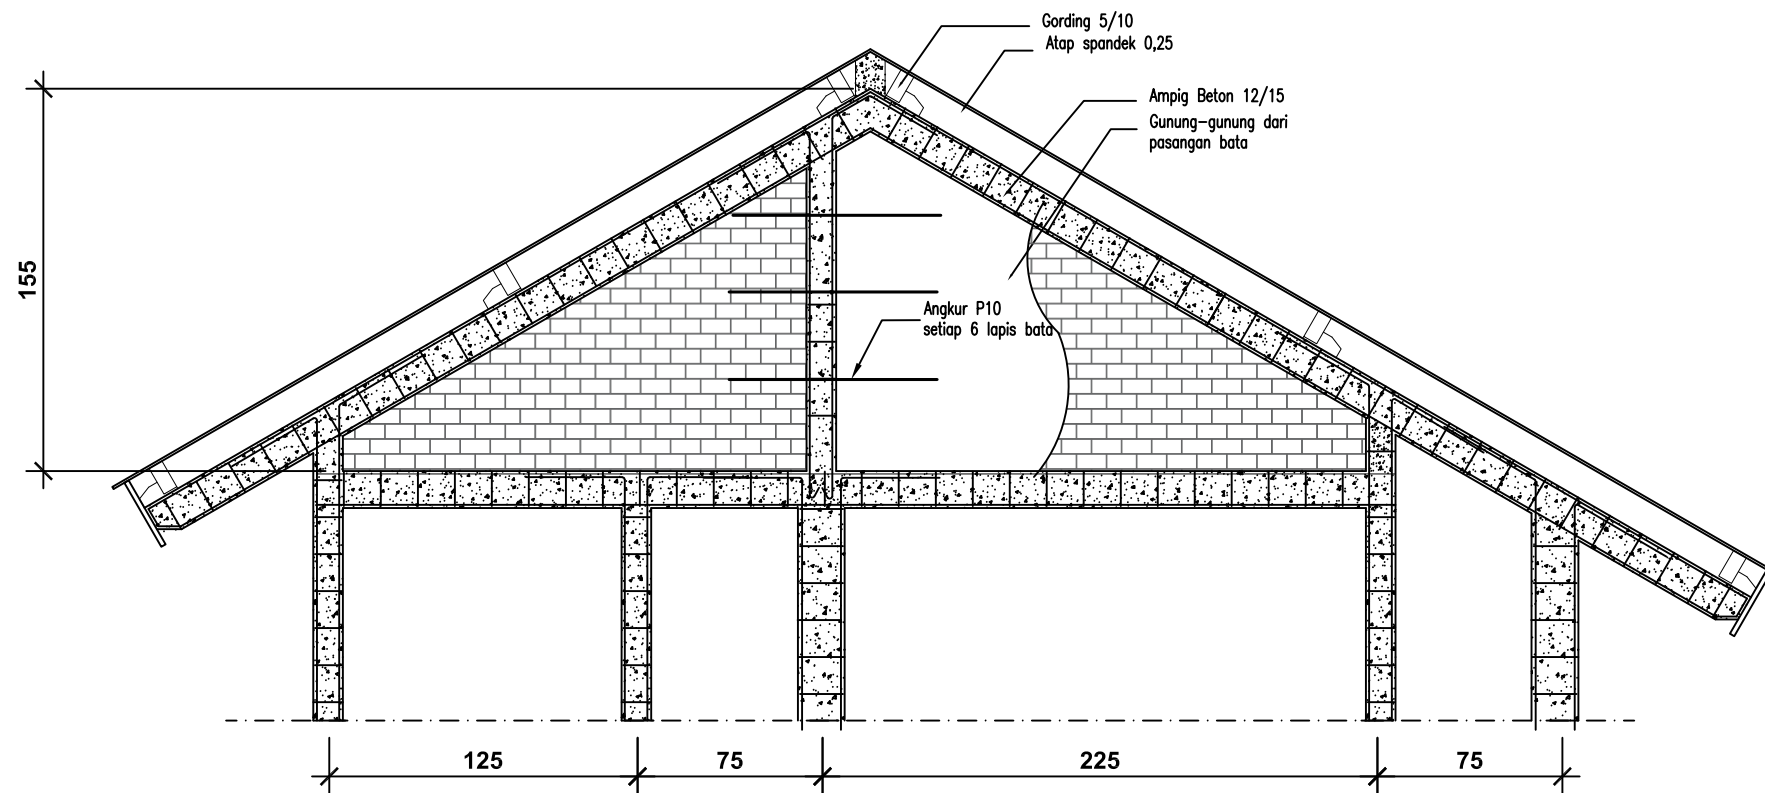 Gording 5/10
Atap spandek 0,25
Ampig Beton 12/15
Gunung-gunung dari
pasangan bata
155
Angkur P10
setiap 6 lapis bata
125
75
225
75